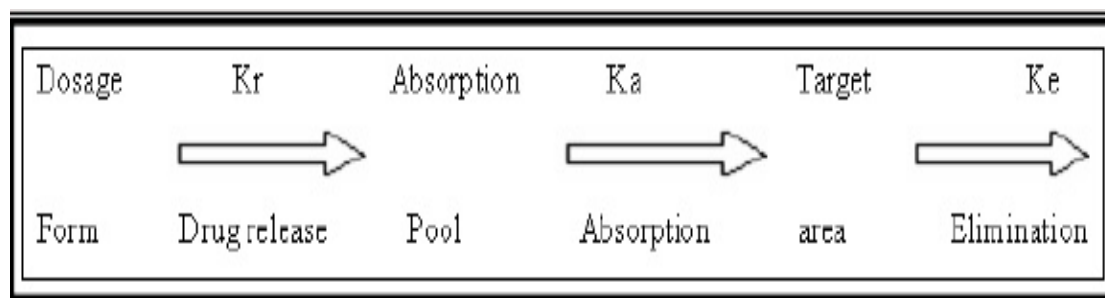 Dosage Kr Absorption Ka Target Ke
Form Drug release Pool Absorption area Elimination